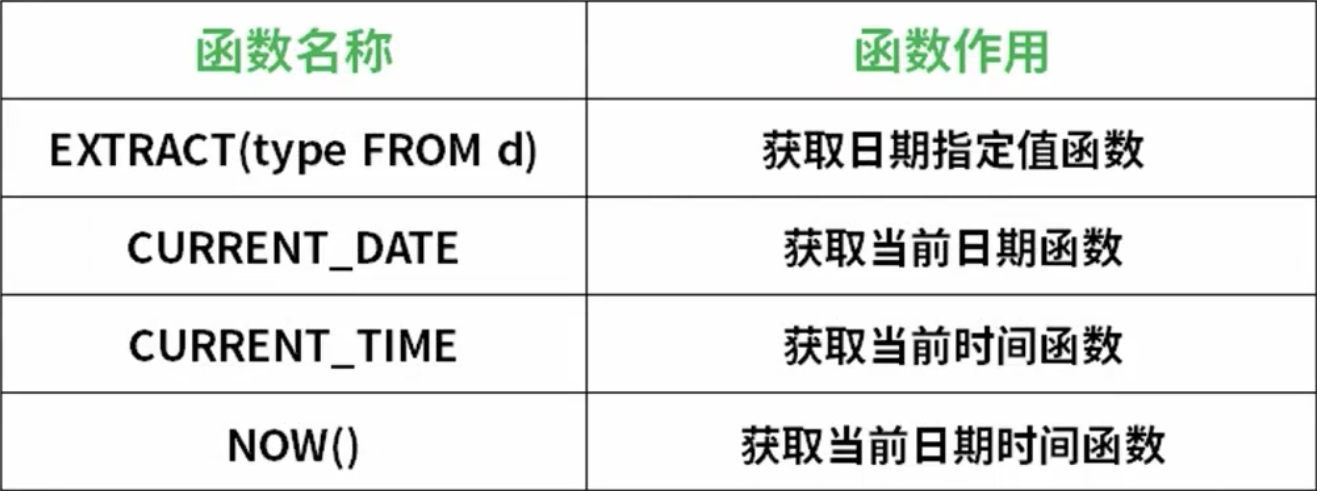 函数名称 函数作用
EXTRACT(type FROM d) 获取日期指定值函数
CURRENT_DATE 获取当前日期函数
CURRENT_TIME 获取当前时间函数
NOW() 获取当前日期时间函数